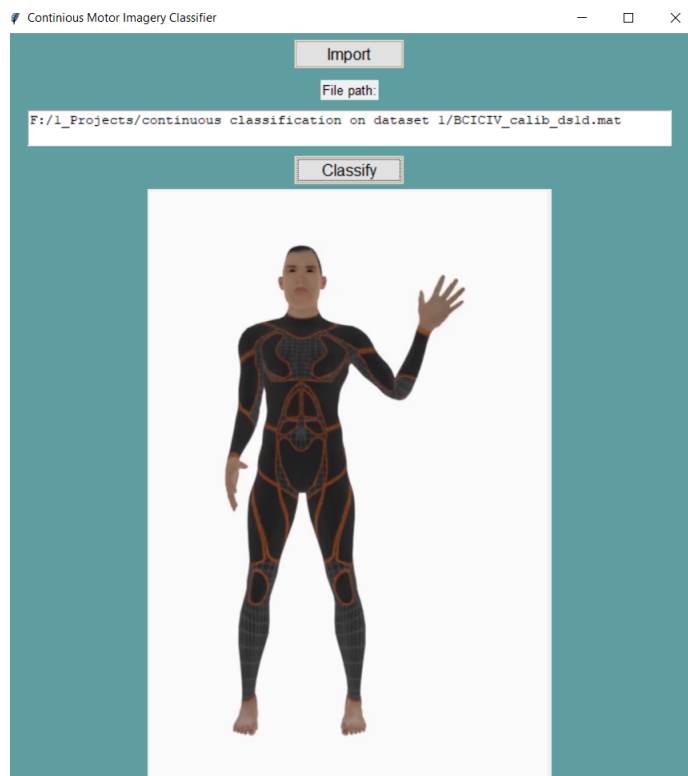 Continious Motor Imagery Classifier
Import
File path:
F:/1_Projects/continuous classification on dataset 1/BCICIV_calib_ds1d.mat
Classify